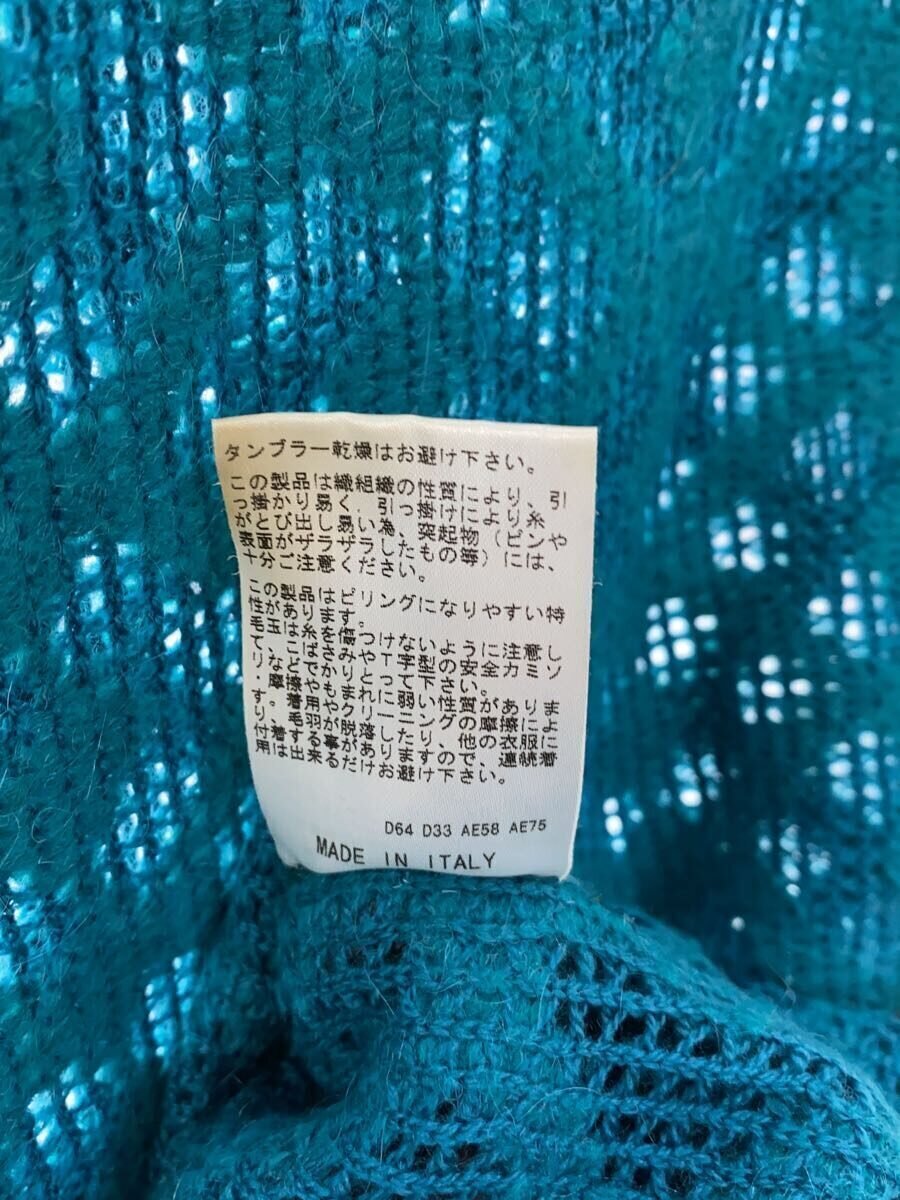 タンブラー乾燥はお避け下さい。
この製品は繊組織の性質により、引
っ掛かり易く、引っ掛けにより糸
がとび出し易い為、突起物（ピンや
表面がザラザラしたもの等）には、
十分ご注意ください。
この製品はピリングになりやすい特
性があります。
毛玉は糸を傷つけないように注意し
て、こばさみや下字型の安全カミソ
リなどでかりとって下さい。
・摩擦やもまれに弱い性質がありま
す。着用やクリーニングの摩擦によ
り、毛羽が脱落したり、他の衣服に
付着する事がありますので、連続着
用は出来るだけお避け下さい。
D64 D33 AE58 AE75
MADE IN ITALY